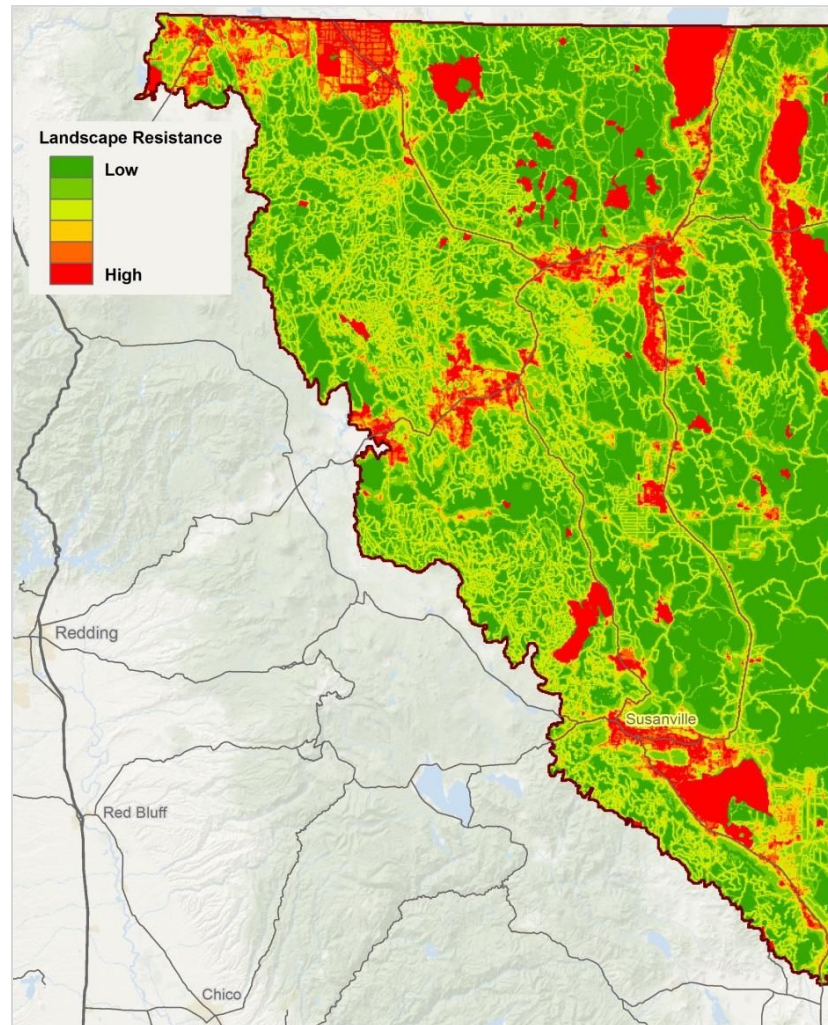 Landscape Resistance
Low
High
Redding
Susanville
Red Bluff
Chico